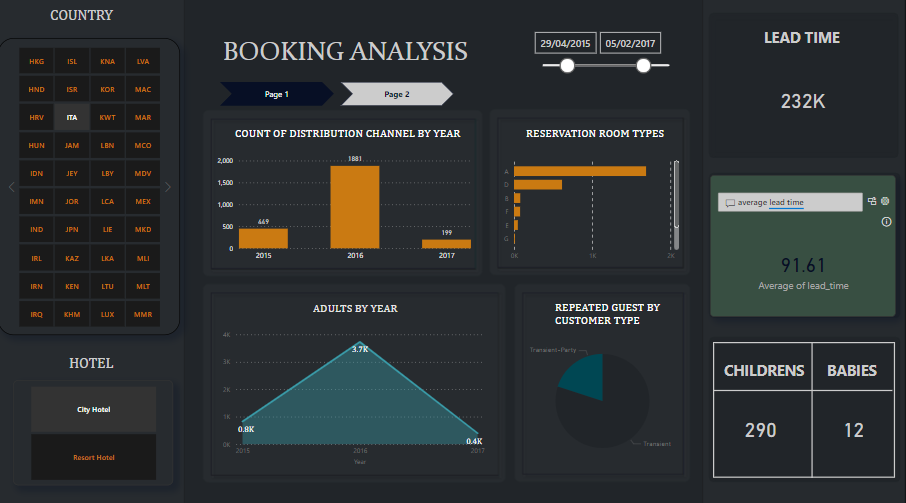 COUNTRY
HKG ISL KNA LVA
HND ISR KOR MAC
HRV ITA KWT MAR
HUN JAM LBN MCO
IDN JEY LBY MDV
IMN JOR LCA MEX
IND JPN LIE MKD
IRL KAZ LKA MLI
IRN KEN LTU MLT
IRQ KHM LUX MMR
HOTEL
City Hotel
Resort Hotel
BOOKING ANALYSIS
29/04/2015 05/02/2017
Page 1 Page 2
COUNT OF DISTRIBUTION CHANNEL BY YEAR
2,000
1,500
1,000
500
0
449
1881
199
2015 2016 2017
RESERVATION ROOM TYPES
A
D
B
F
E
G
0K 1K 2K
ADULTS BY YEAR
4K
3K
2K
1K
0K
0.8K
3.7K
0.4K
2015 2016 2017
Year
REPEATED GUEST BY
CUSTOMER TYPE
Transient-Party
Transient
LEAD TIME
232K
average lead time
91.61
Average of lead_time
CHILDRENS BABIES
290 12